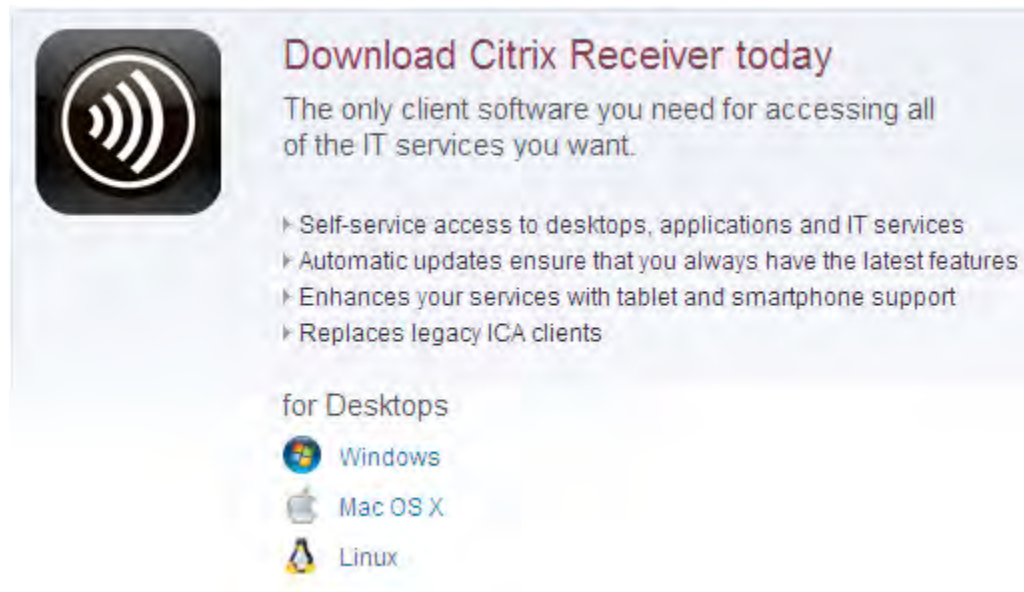 Download Citrix Receiver today
The only client software you need for accessing all
of the IT services you want.
Self-service access to desktops, applications and IT services
Automatic updates ensure that you always have the latest features
Enhances your services with tablet and smartphone support
Replaces legacy ICA clients
for Desktops
Windows
Mac OS X
Linux